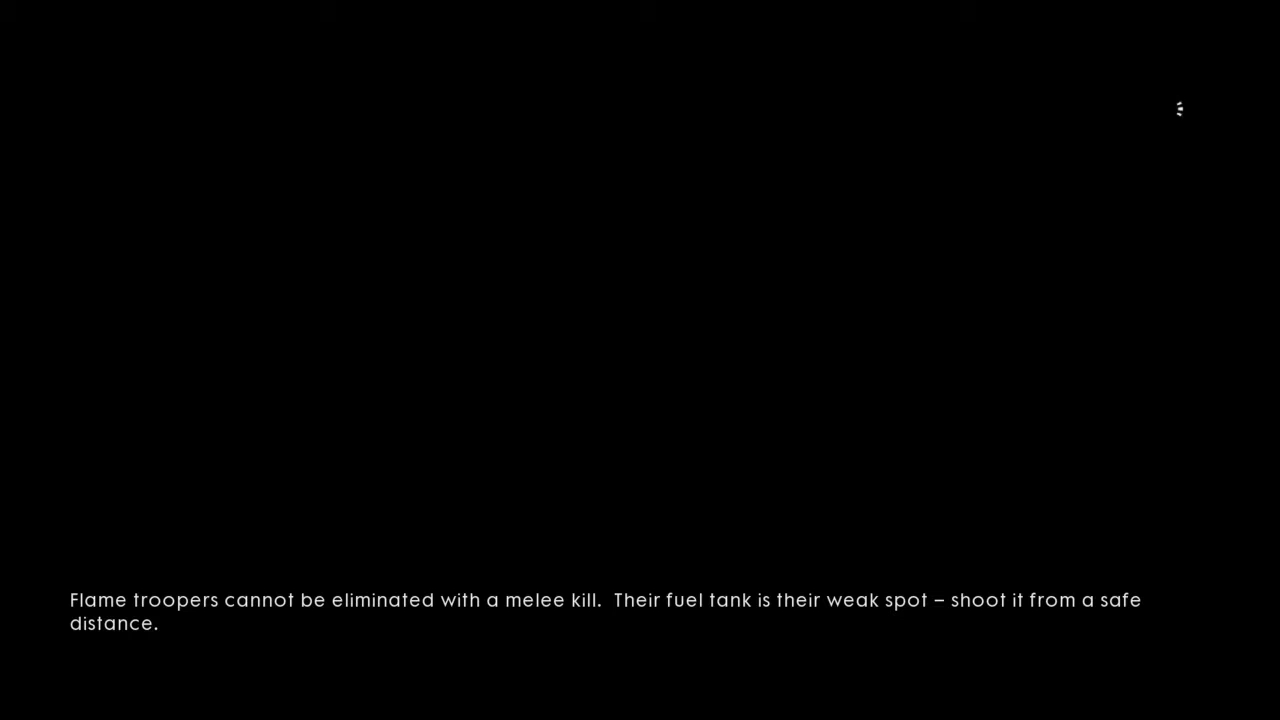 Flame troopers cannot be eliminated with a melee kill.  Their fuel tank is their weak spot – shoot it from a safe
distance.